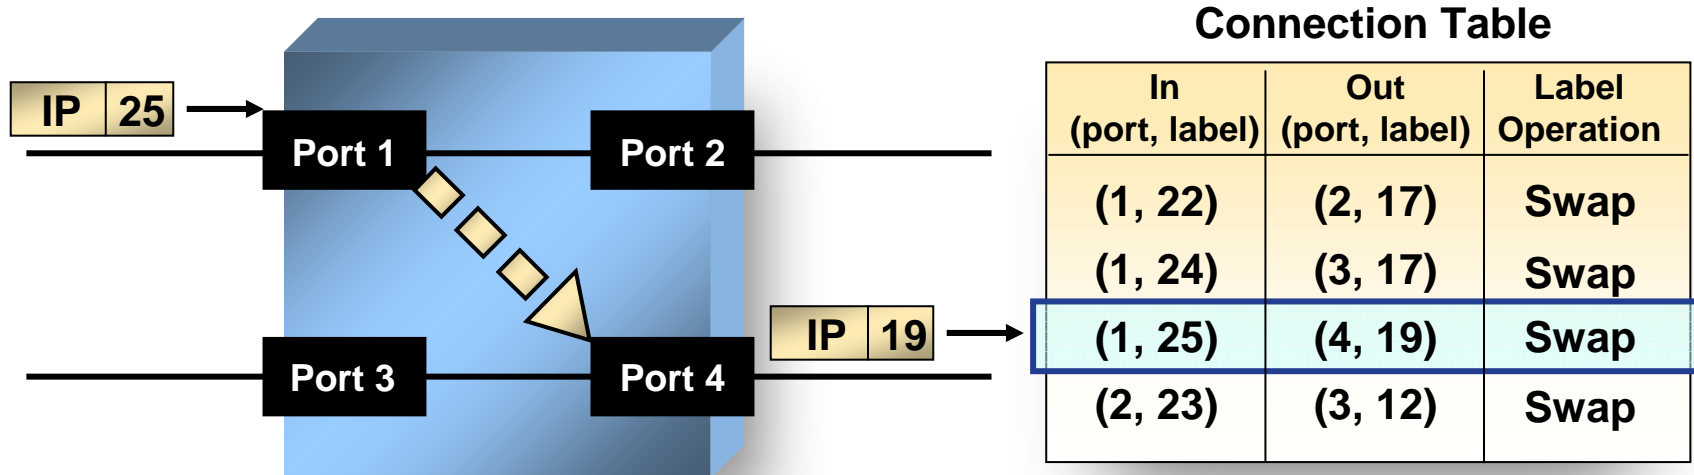 Connection Table
IP 25
Port 1
Port 2
Port 3
Port 4
IP 19
In Out Label
(port, label) (port, label) Operation
(1, 22) (2, 17) Swap
(1, 24) (3, 17) Swap
(1, 25) (4, 19) Swap
(2, 23) (3, 12) Swap